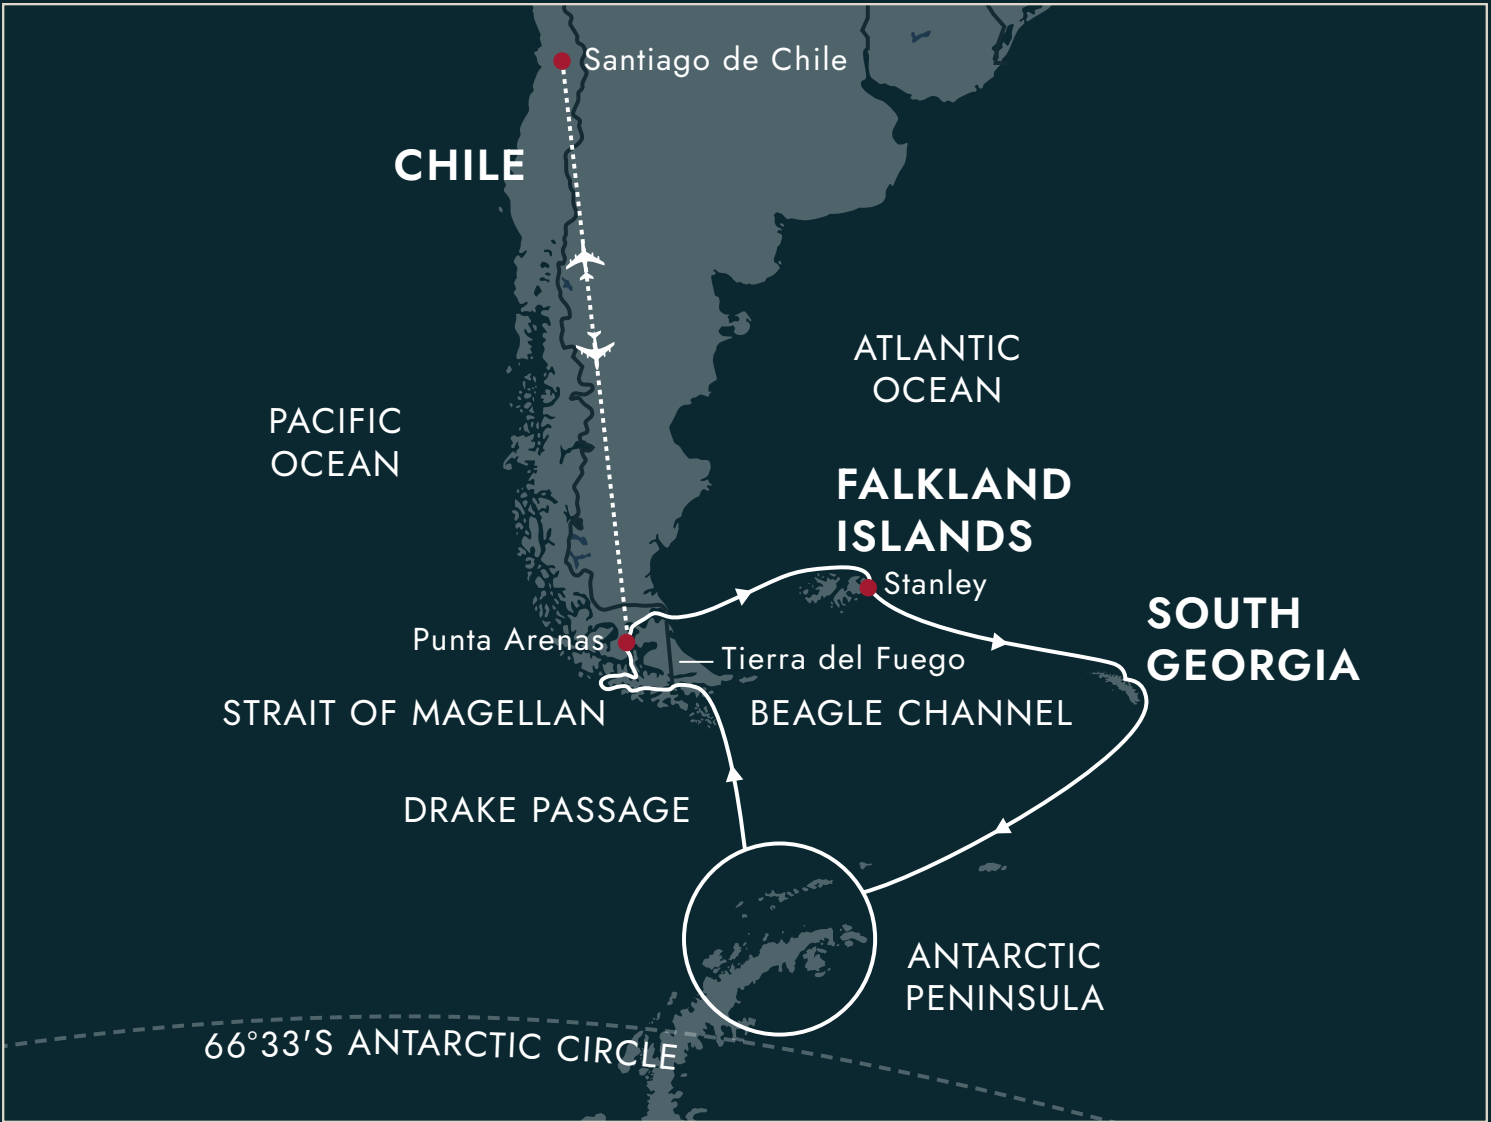 Santiago de Chile
CHILE
ATLANTIC
OCEAN
PACIFIC
OCEAN
FALKLAND
ISLANDS
Stanley
SOUTH
GEORGIA
Punta Arenas
Tierra del Fuego
STRAIT OF MAGELLAN
BEAGLE CHANNEL
DRAKE PASSAGE
ANTARCTIC
PENINSULA
66°33'S ANTARCTIC CIRCLE